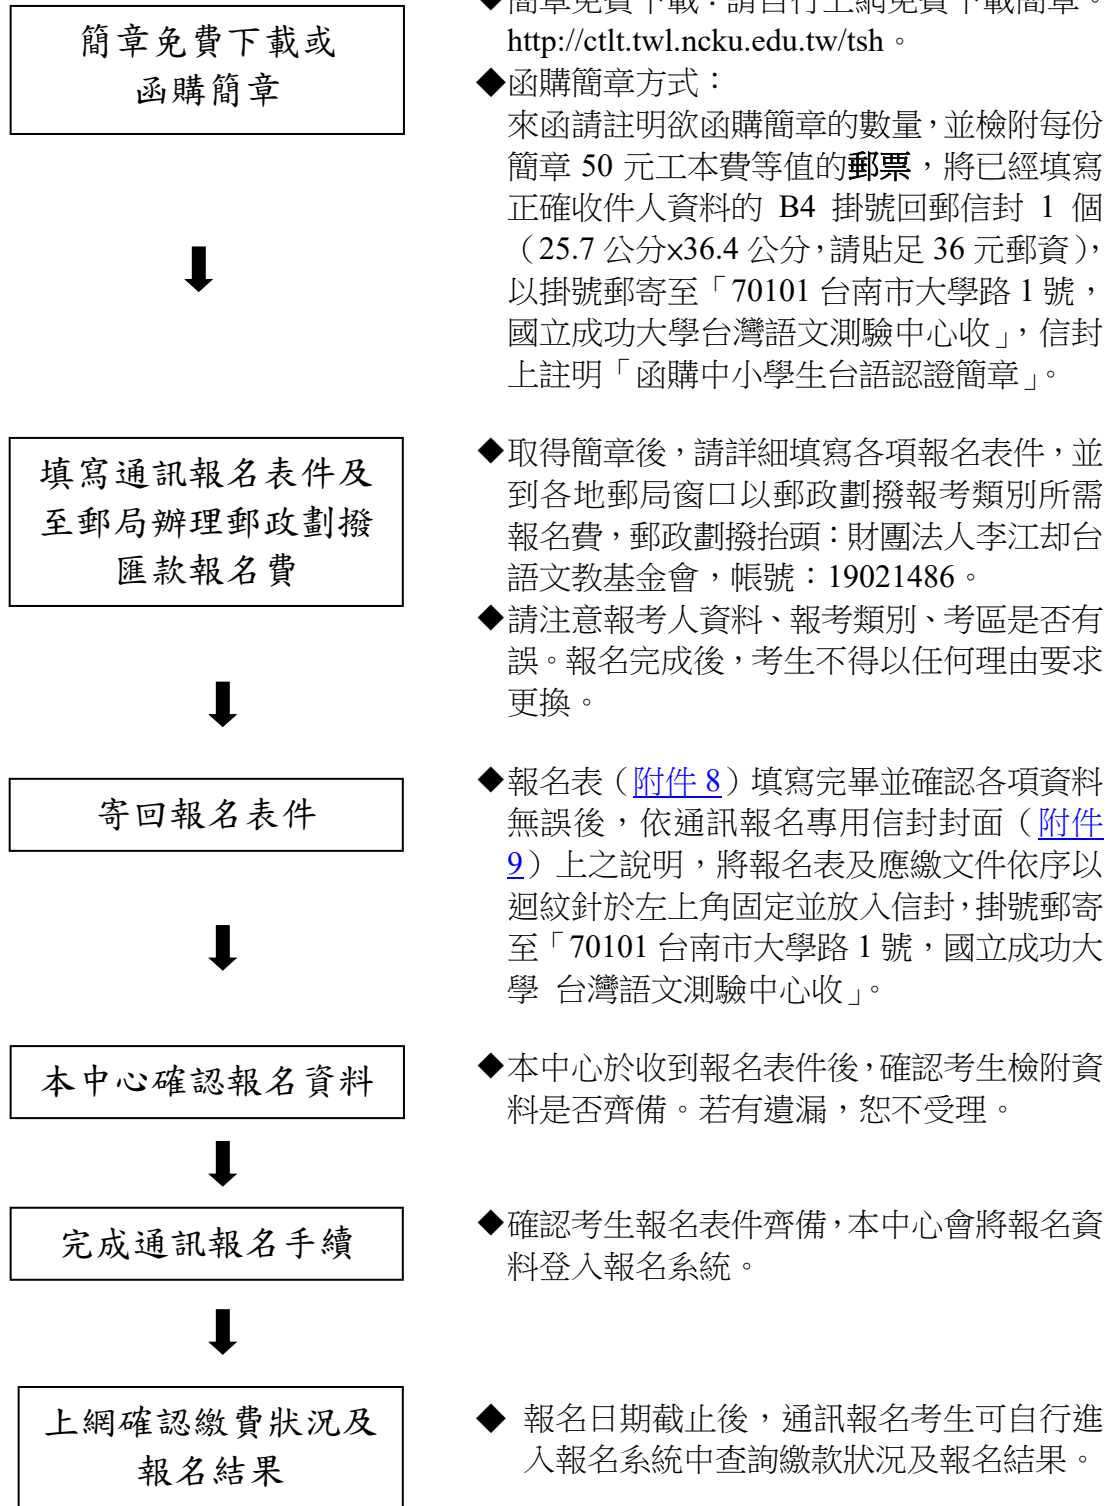 簡章免費下載或
函購簡章
◆簡章免費下載：請自行上網免費下載簡章。
http://ctlt.twl.ncku.edu.tw/tsh。
◆函購簡章方式：
來函請註明欲函購簡章的數量，並檢附每份
簡章 50 元工本費等值的郵票，將已經填寫
正確收件人資料的 B4 掛號回郵信封 1 個
（25.7 公分×36.4 公分，請貼足 36 元郵資），
以掛號郵寄至「70101 台南市大學路 1 號，
國立成功大學台灣語文測驗中心收」，信封
上註明「函購中小學生台語認證簡章」。
填寫通訊報名表件及
至郵局辦理郵政劃撥
匯款報名費
◆取得簡章後，請詳細填寫各項報名表件，並
到各地郵局窗口以郵政劃撥報考類別所需
報名費，郵政劃撥抬頭：財團法人李江却台
語文教基金會，帳號：19021486。
◆請注意報考人資料、報考類別、考區是否有
誤。報名完成後，考生不得以任何理由要求
更換。
寄回報名表件
◆報名表（附件 8）填寫完畢並確認各項資料
無誤後，依通訊報名專用信封封面（附件
9）上之說明，將報名表及應繳文件依序以
迴紋針於左上角固定並放入信封，掛號郵寄
至「70101 台南市大學路 1 號，國立成功大
學 台灣語文測驗中心收」。
本中心確認報名資料
◆本中心於收到報名表件後，確認考生檢附資
料是否齊備。若有遺漏，恕不受理。
完成通訊報名手續
◆確認考生報名表件齊備，本中心會將報名資
料登入報名系統。
上網確認繳費狀況及
報名結果
◆ 報名日期截止後，通訊報名考生可自行進
入報名系統中查詢繳款狀況及報名結果。